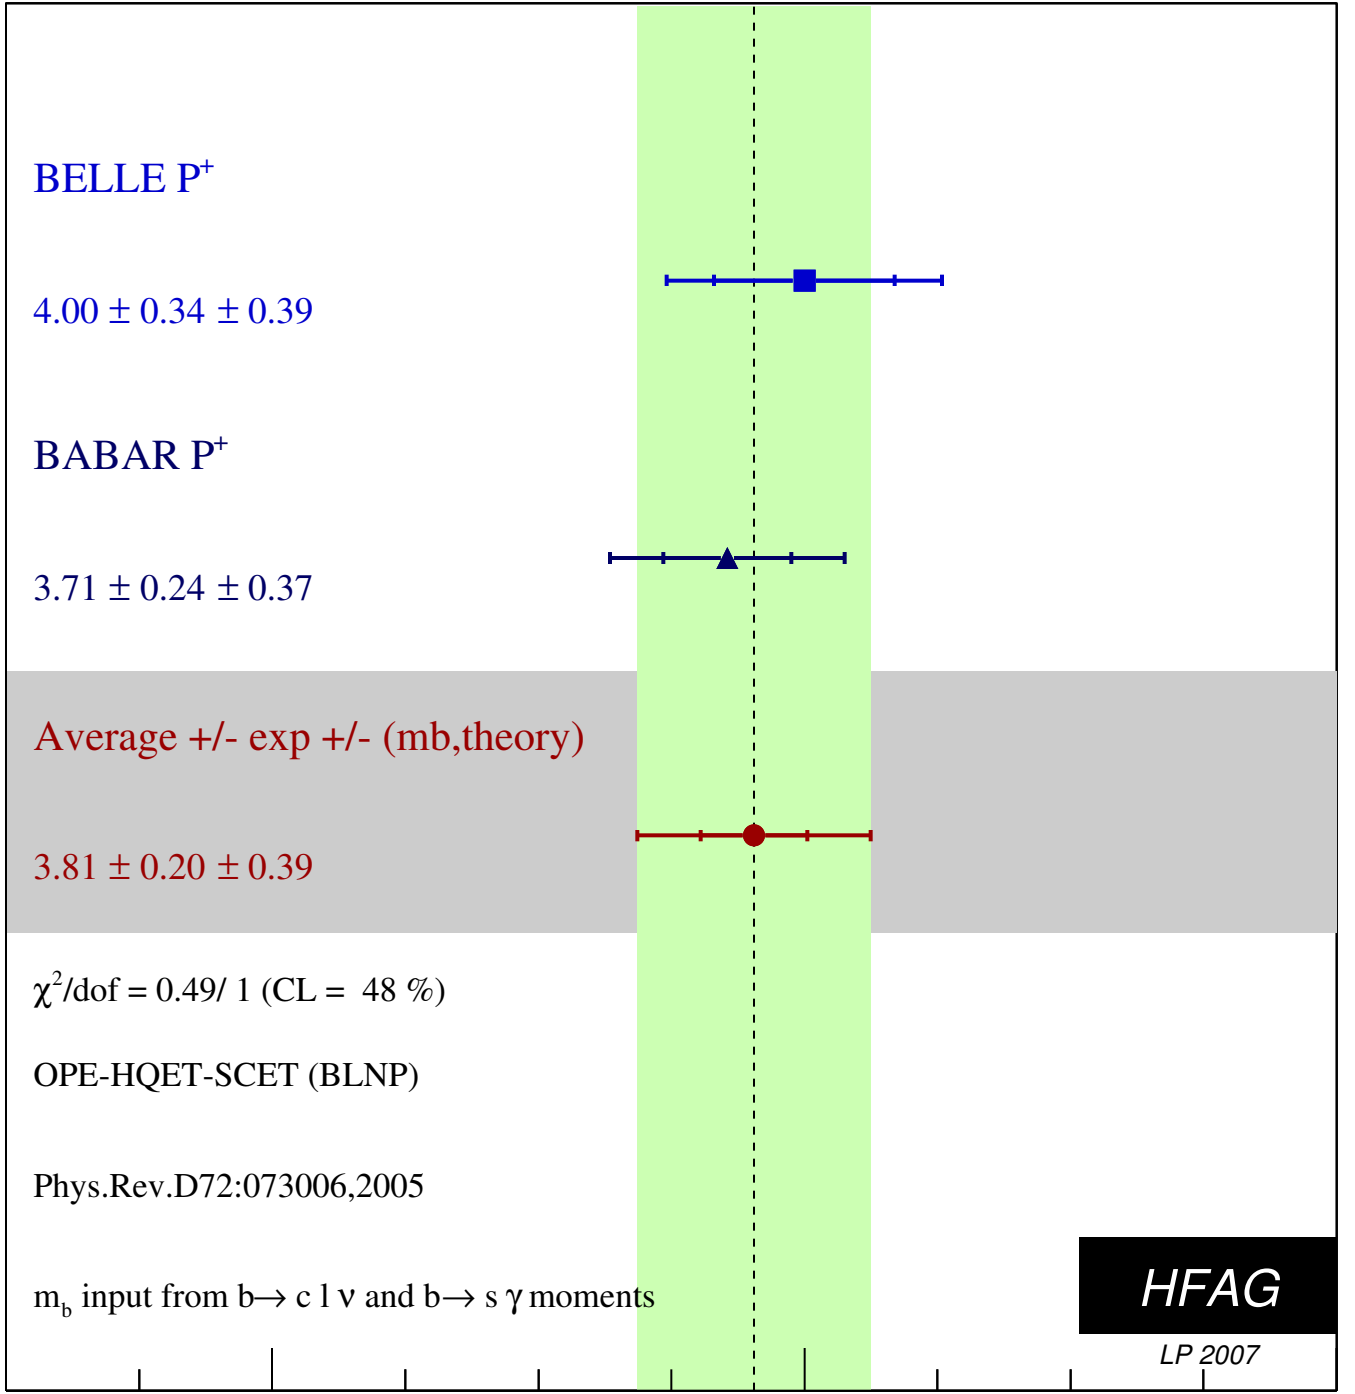 BELLE P⁺
4.00 ± 0.34 ± 0.39
BABAR P⁺
3.71 ± 0.24 ± 0.37
Average +/- exp +/- (mb,theory)
3.81 ± 0.20 ± 0.39
χ²/dof = 0.49/ 1 (CL = 48 %)
OPE-HQET-SCET (BLNP)
Phys.Rev.D72:073006,2005
m_b input from b→ c l ν and b→ s γ moments
HFAG
LP 2007